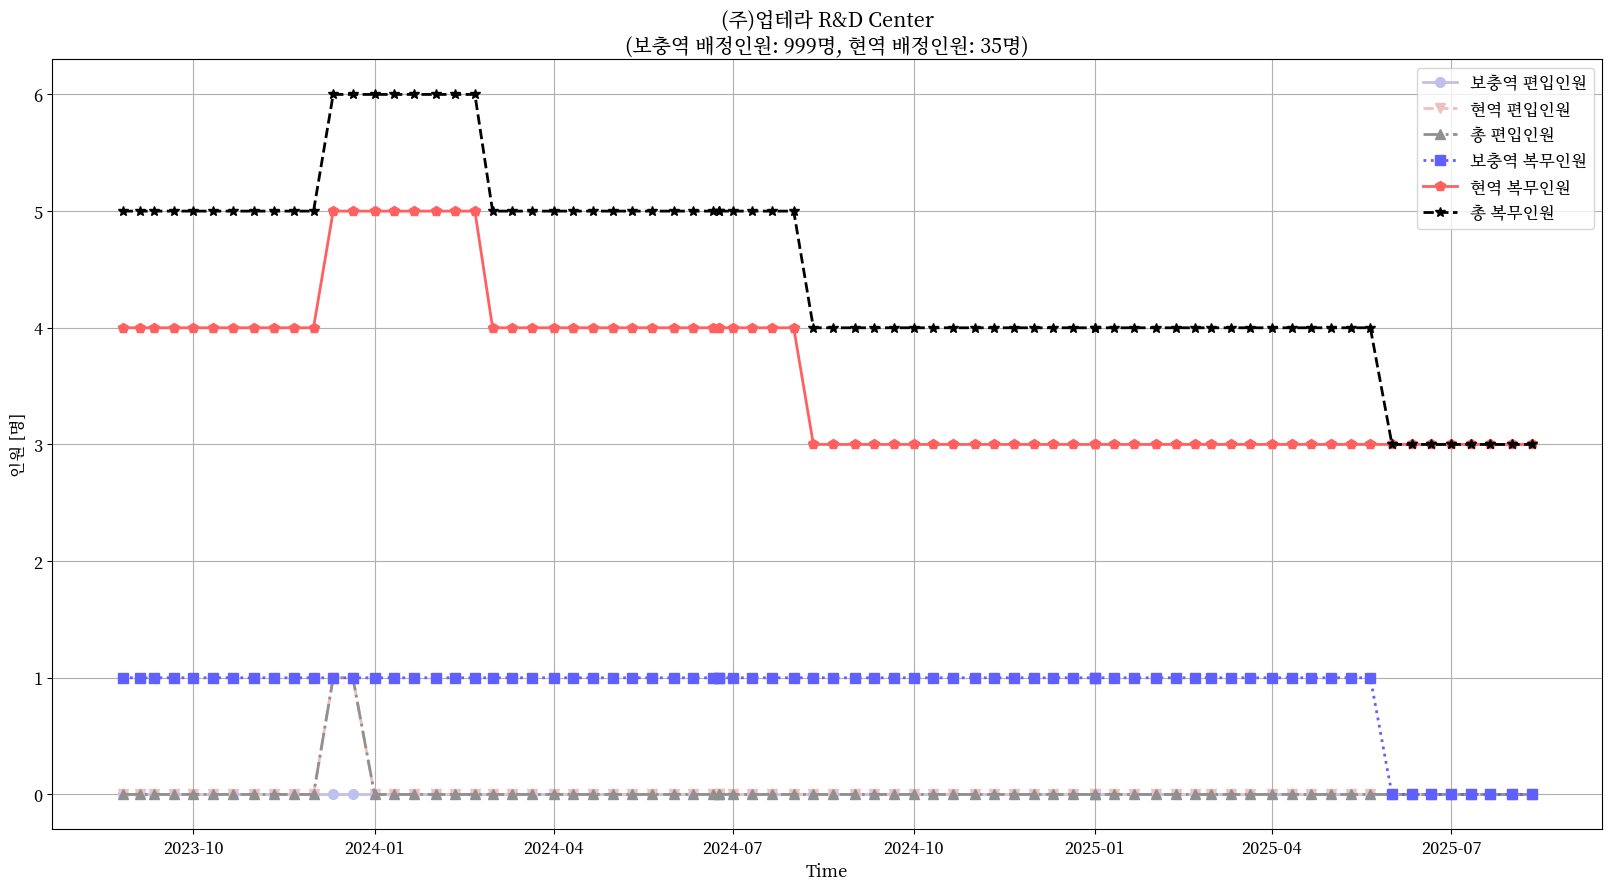 (주)업테라 R&D Center
(보충역 배정인원: 999명, 현역 배정인원: 35명)
보충역 편입인원
현역 편입인원
총 편입인원
보충역 복무인원
현역 복무인원
총 복무인원
인원 [명]
6
5
4
3
2
1
0
2023-10
2024-01
2024-04
2024-07
2024-10
2025-01
2025-04
2025-07
Time